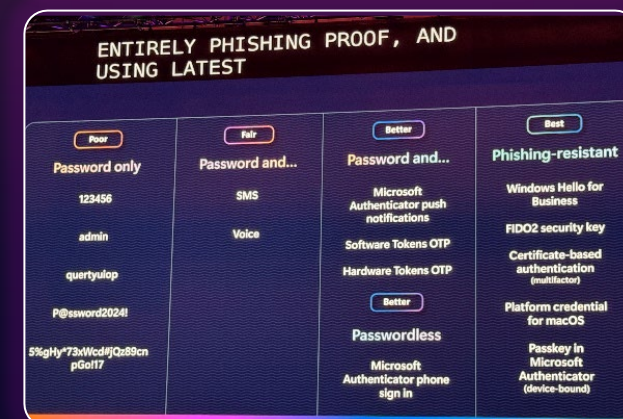 ENTIRELY PHISHING PROOF, AND
USING LATEST
Poor
Password only
123456
admin
quertyuiop
P@ssword2024!
5%gHy*73xWcd#jQz89cn
pGo!17
Fair
Password and...
SMS
Voice
Better
Password and...
Microsoft
Authenticator push
notifications
Software Tokens OTP
Hardware Tokens OTP
Better
Passwordless
Microsoft
Authenticator phone
sign in
Best
Phishing-resistant
Windows Hello for
Business
FIDO2 security key
Certificate-based
authentication
(multifactor)
Platform credential
for macOS
Passkey in
Microsoft
Authenticator
(device-bound)